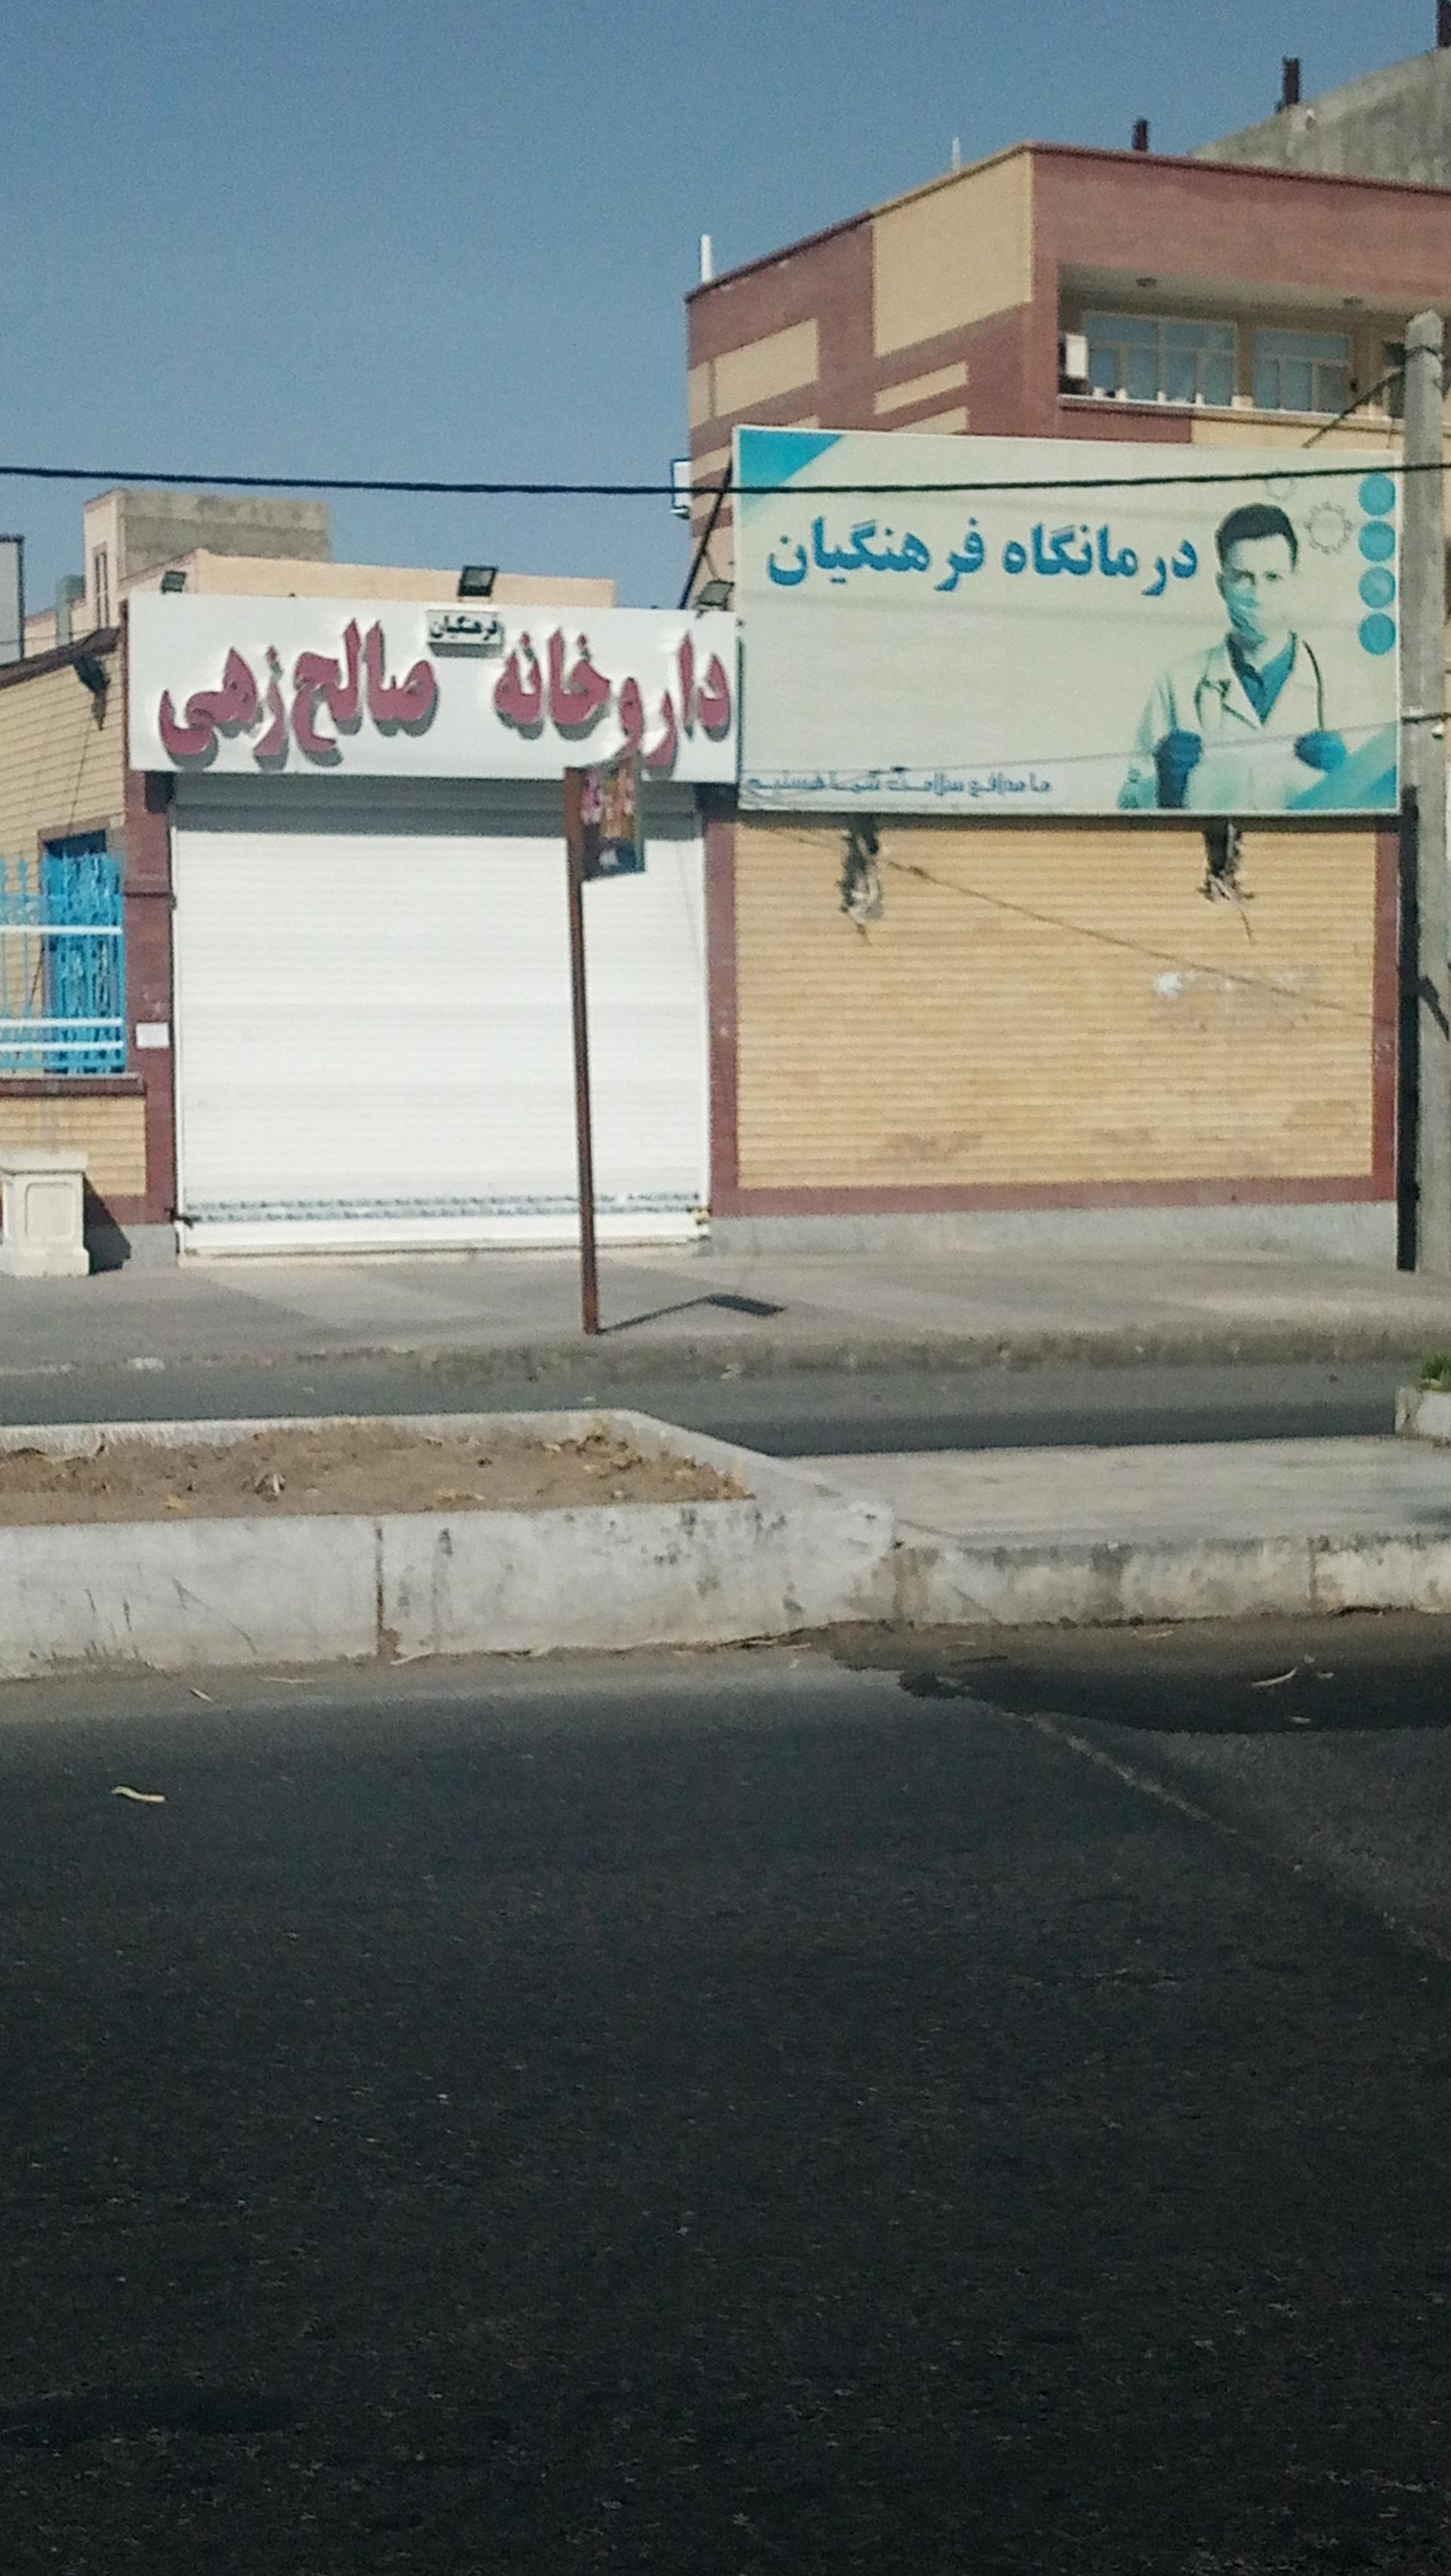 درمانگاه فرهنگیان
ما مدافع سلامت شما هستیم
فرهنگیان
داروخانه صالح زهی